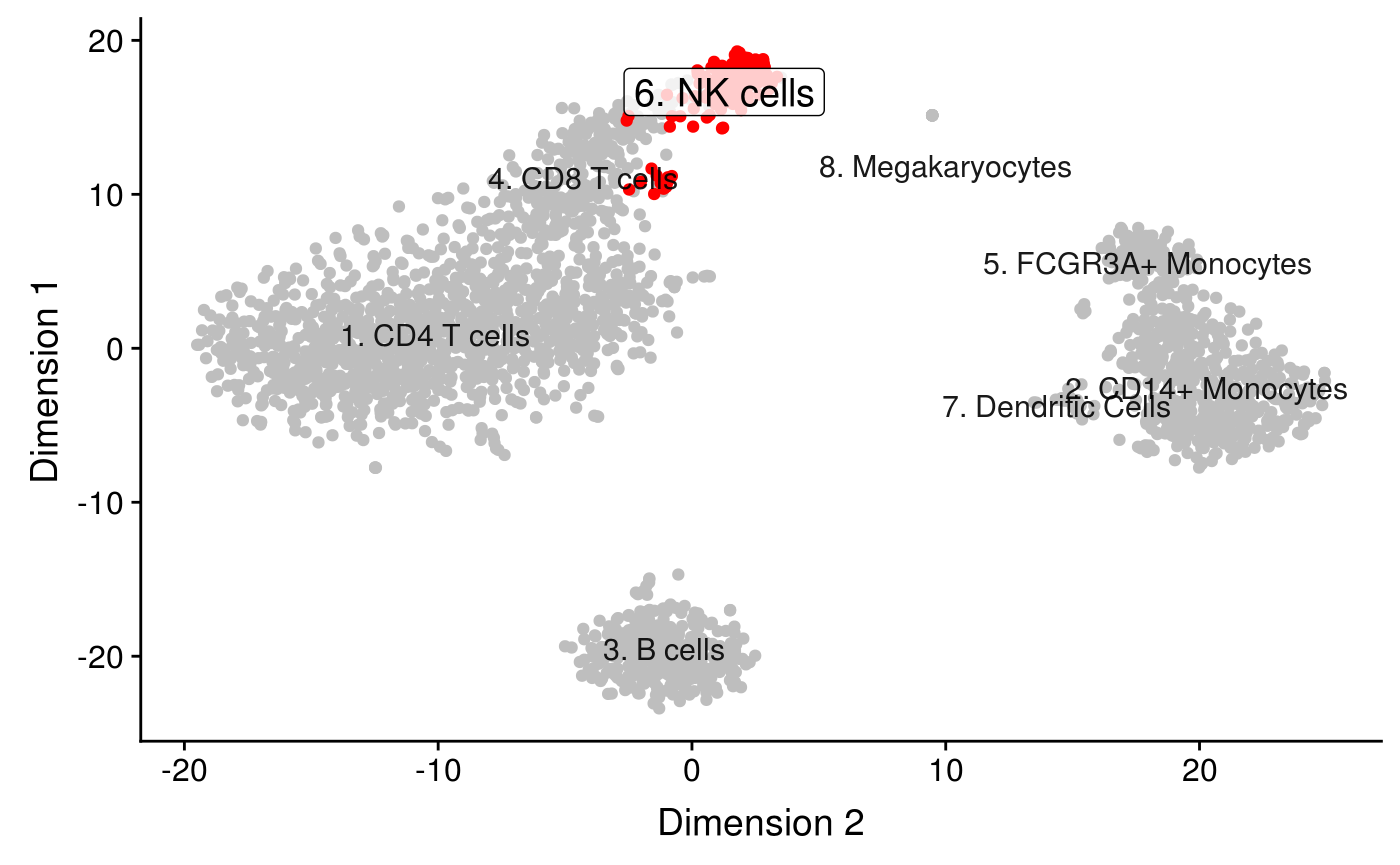 20
10
0
-10
-20
Dimension 1
6. NK cells
8. Megakaryocytes
4. CD8 T cells
5. FCGR3A+ Monocytes
1. CD4 T cells
2. CD14+ Monocytes
7. Dendritic Cells
3. B cells
-20
-10
0
10
20
Dimension 2